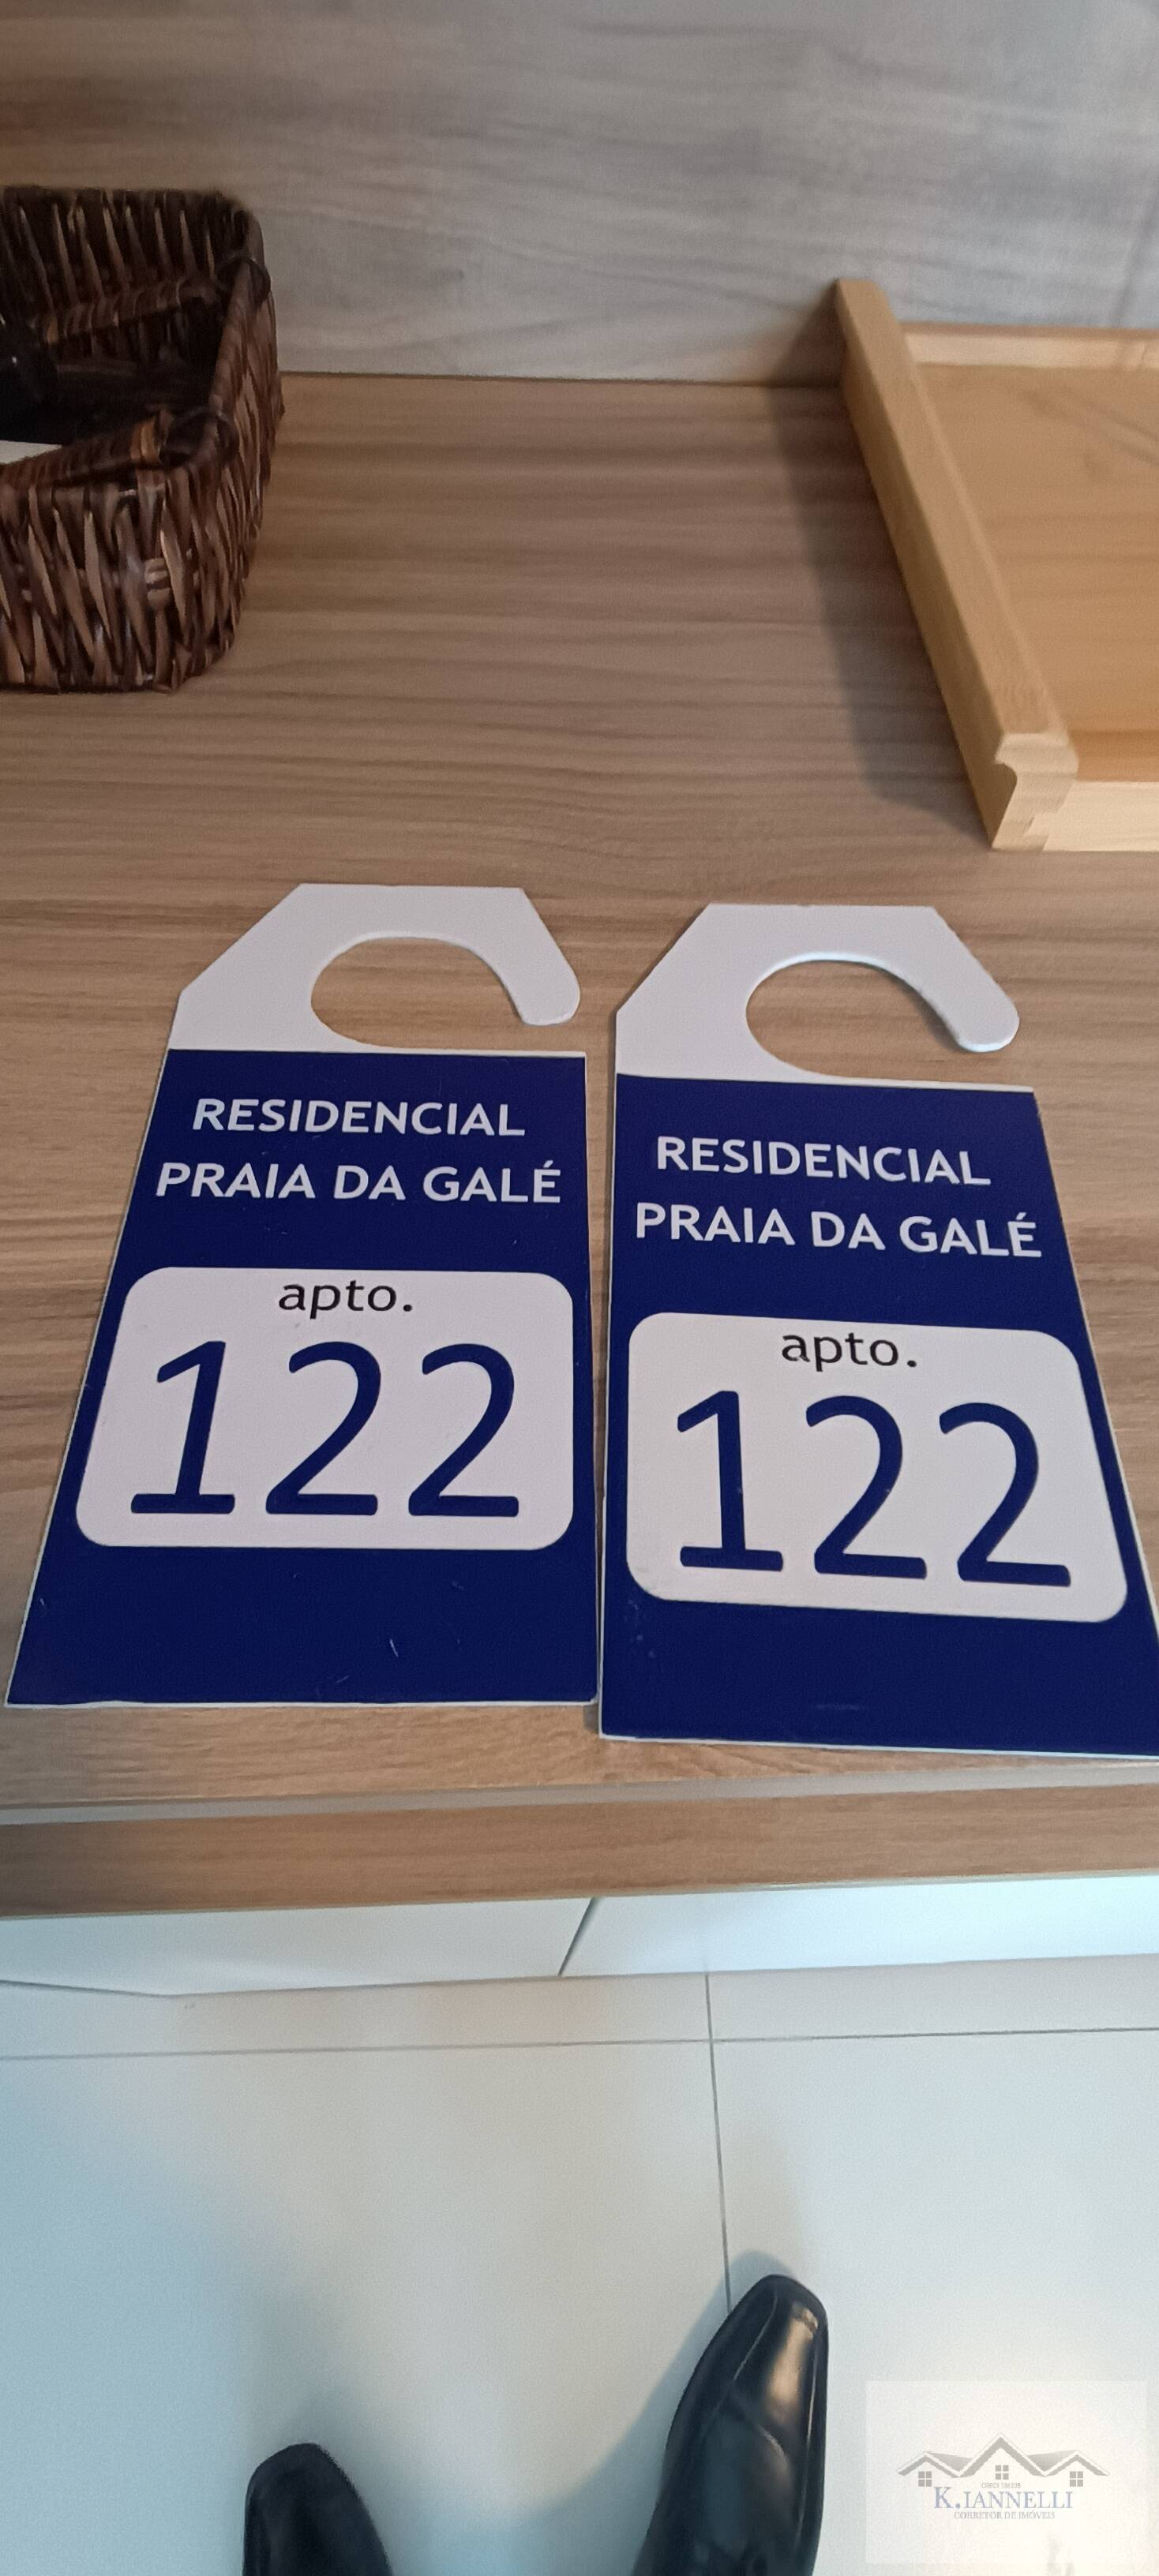 RESIDENCIAL
PRAIA DA GALÉ
apto.
122
RESIDENCIAL
PRAIA DA GALÉ
apto.
122
K. IANNELLI
CORRETOR DE IMÓVEIS